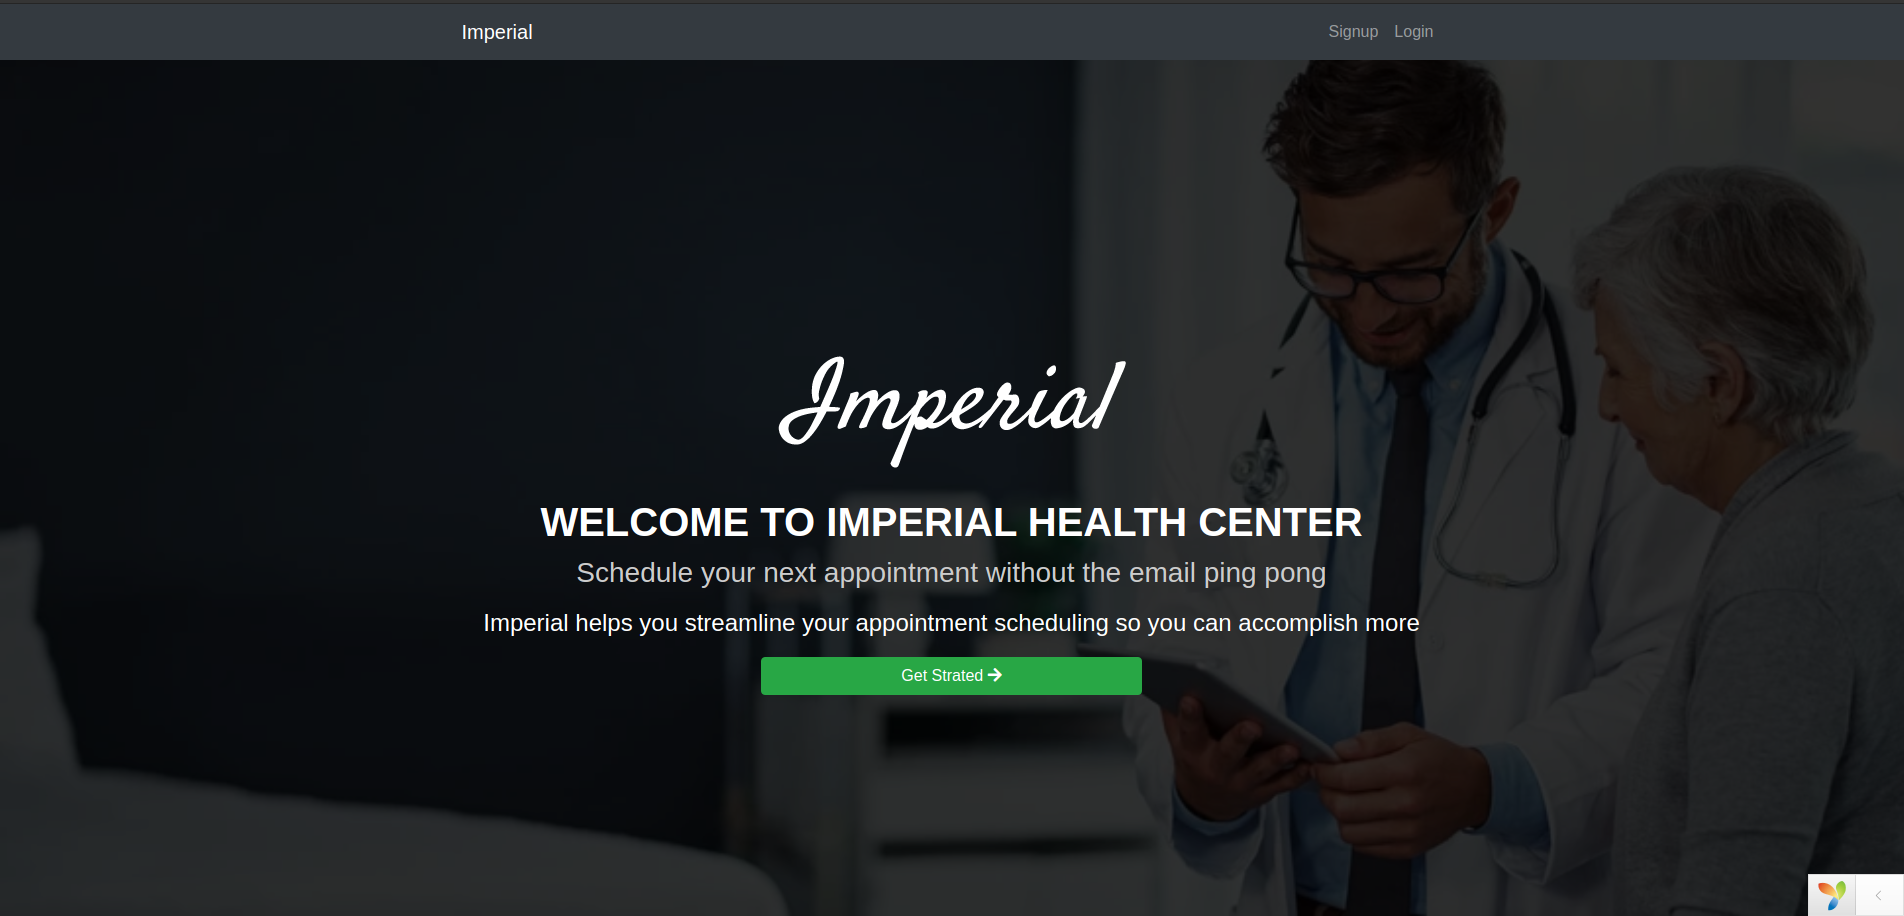 Imperial
Signup Login
Imperial
WELCOME TO IMPERIAL HEALTH CENTER
Schedule your next appointment without the email ping pong
Imperial helps you streamline your appointment scheduling so you can accomplish more
Get Strated